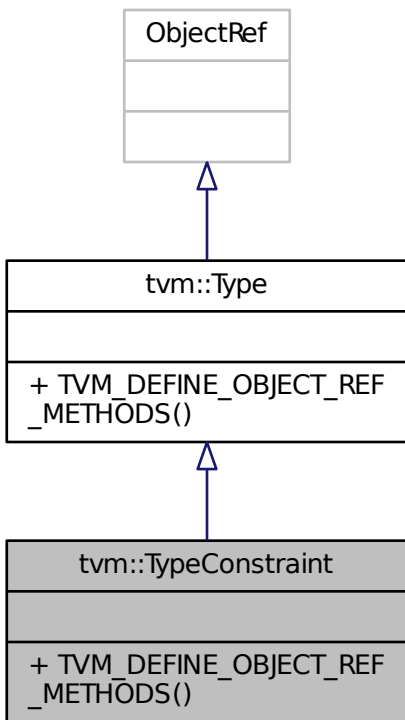 ObjectRef
tvm::Type
+ TVM_DEFINE_OBJECT_REF
_METHODS()
tvm::TypeConstraint
+ TVM_DEFINE_OBJECT_REF
_METHODS()